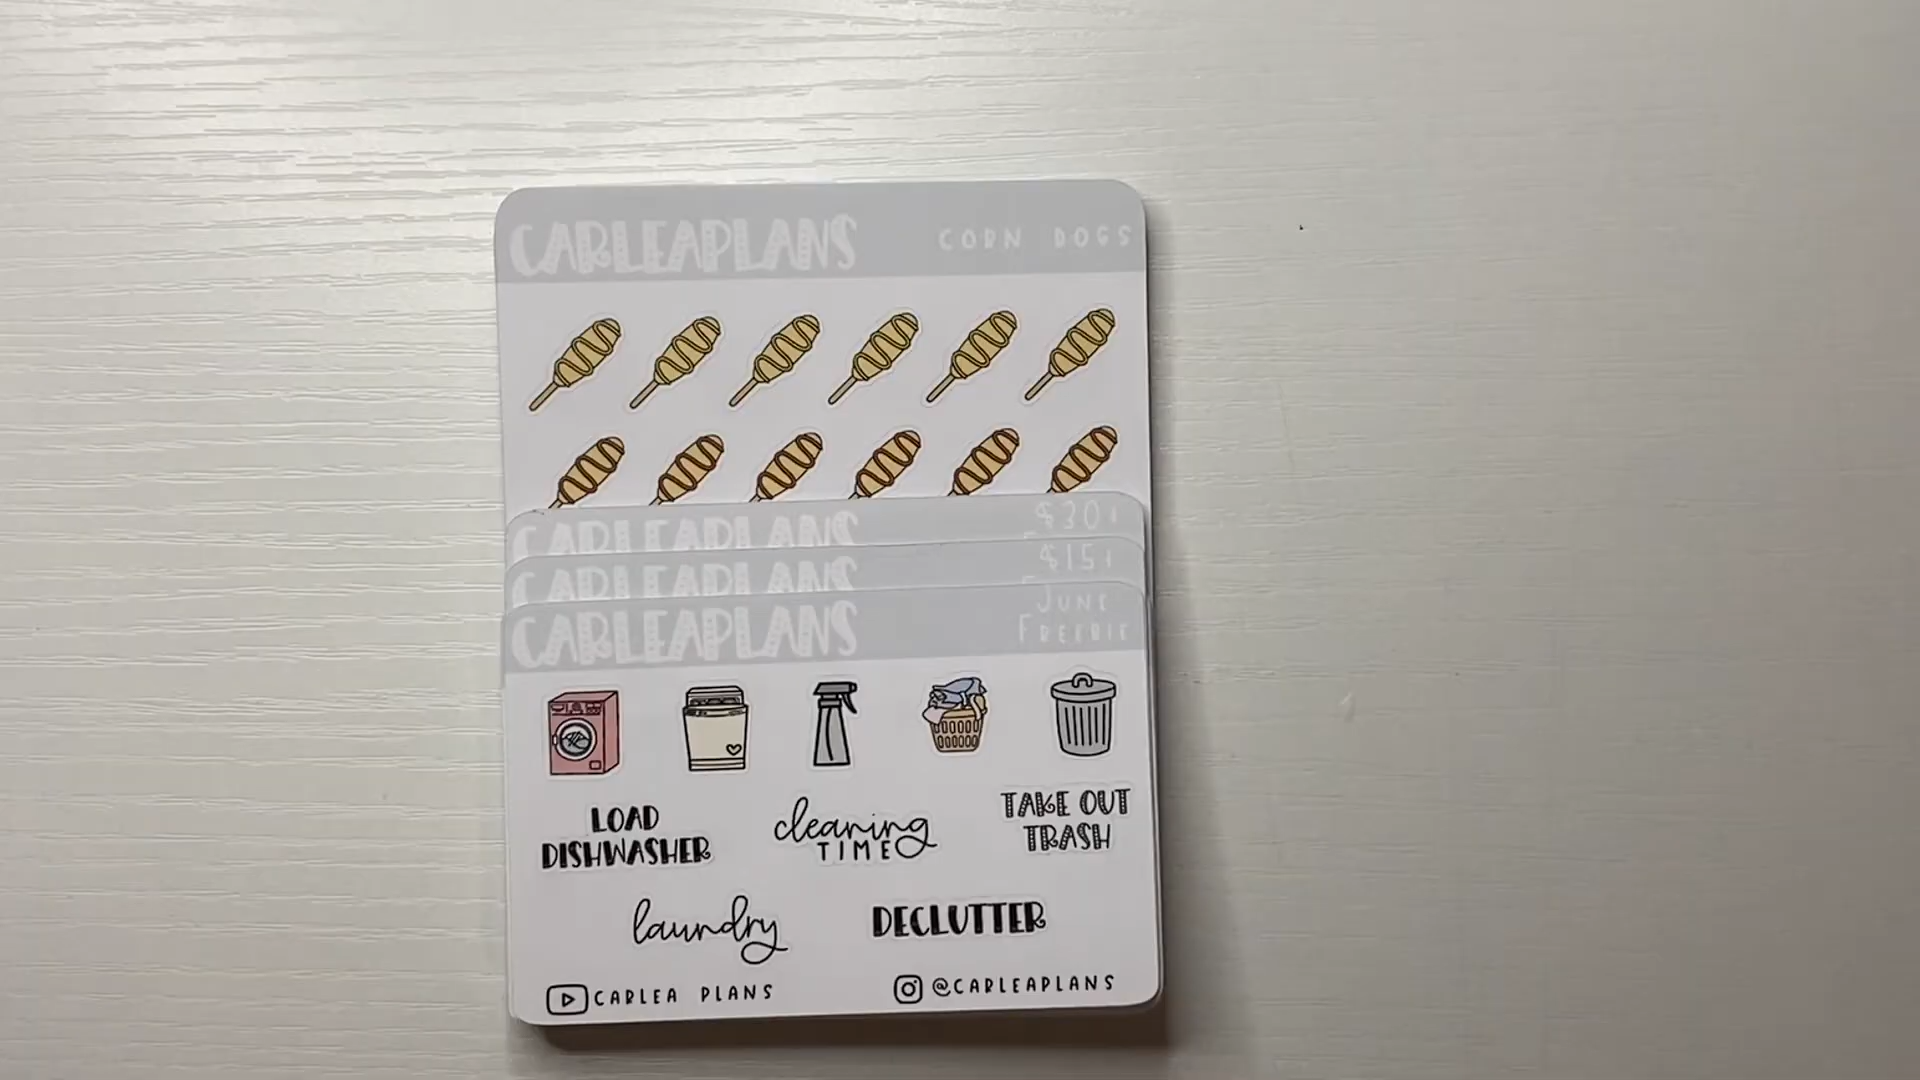 CARLEAPLANS CORN DOGS
CARLEAPLANS $30+
CARLEAPLANS $15+
CARLEAPLANS JUNE
FREEBIE
LOAD
DISHWASHER
cleaning
TIME
TAKE OUT
TRASH
laundry
DECLUTTER
CARLEA PLANS
@CARLEAPLANS